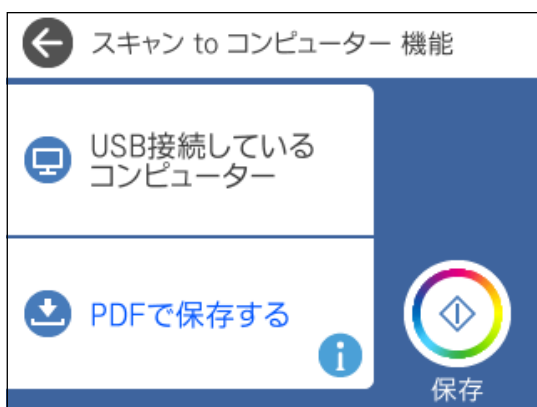 スキャン to コンピューター 機能
USB接続している
コンピューター
PDFで保存する
i
保存